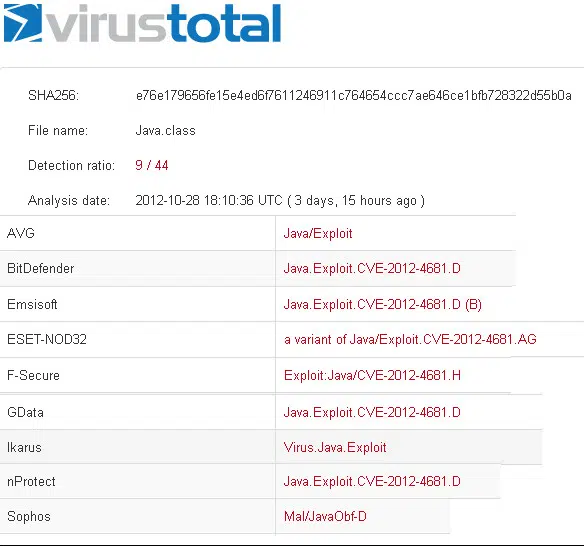 virustotal
SHA256: e76e179656fe15e4ed6f7611246911c764654ccc7ae646ce1bfb728322d55b0a
File name: Java.class
Detection ratio: 9 / 44
Analysis date: 2012-10-28 18:10:36 UTC ( 3 days, 15 hours ago )
AVG Java/Exploit
BitDefender Java.Exploit.CVE-2012-4681.D
Emsisoft Java.Exploit.CVE-2012-4681.D (B)
ESET-NOD32 a variant of Java/Exploit.CVE-2012-4681.AG
F-Secure Exploit:Java/CVE-2012-4681.H
GData Java.Exploit.CVE-2012-4681.D
Ikarus Virus.Java.Exploit
nProtect Java.Exploit.CVE-2012-4681.D
Sophos Mal/JavaObf-D